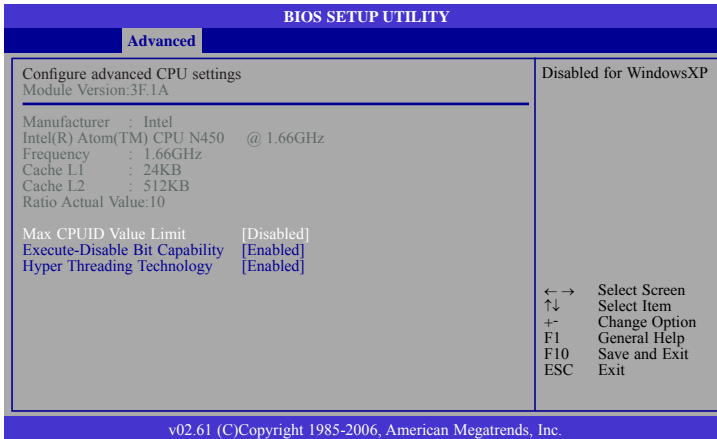 BIOS SETUP UTILITY
Advanced
Configure advanced CPU settings
Module Version:3F.1A
Manufacturer : Intel
Intel(R) Atom(TM) CPU N450 @ 1.66GHz
Frequency : 1.66GHz
Cache L1 : 24KB
Cache L2 : 512KB
Ratio Actual Value:10
Max CPUID Value Limit [Disabled]
Execute-Disable Bit Capability [Enabled]
Hyper Threading Technology [Enabled]
Disabled for WindowsXP
←→ Select Screen
↑↓ Select Item
+- Change Option
F1 General Help
F10 Save and Exit
ESC Exit
v02.61 (C)Copyright 1985-2006, American Megatrends, Inc.